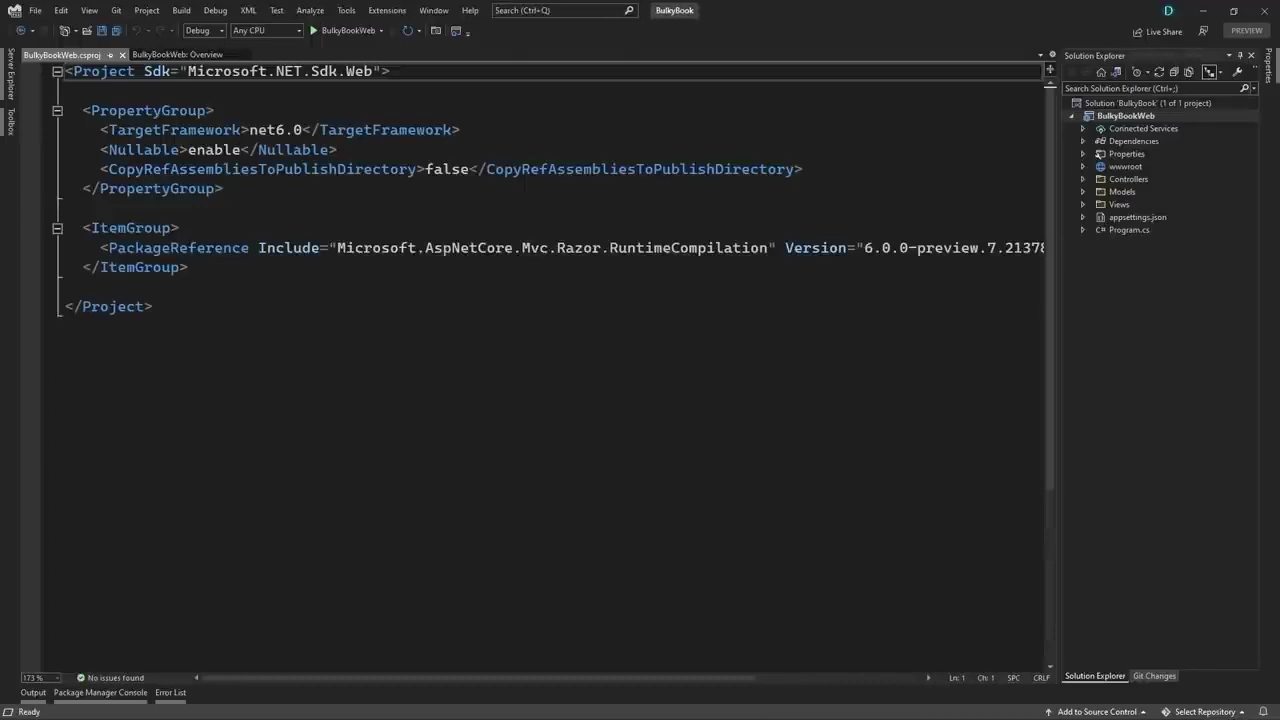 File Edit View Git Project Build Debug XML Test Analyze Tools Extensions Window Help Search (Ctrl+Q) BulkyBook D
Debug Any CPU BulkyBookWeb Live Share PREVIEW
BulkyBookWeb.csproj BulkyBookWeb: Overview
Server Explorer
Toolbox
<Project Sdk="Microsoft.NET.Sdk.Web">
<PropertyGroup>
<TargetFramework>net6.0</TargetFramework>
<Nullable>enable</Nullable>
<CopyRefAssembliesToPublishDirectory>false</CopyRefAssembliesToPublishDirectory>
</PropertyGroup>
<ItemGroup>
<PackageReference Include="Microsoft.AspNetCore.Mvc.Razor.RuntimeCompilation" Version="6.0.0-preview.7.21378
</ItemGroup>
</Project>
Solution Explorer
Search Solution Explorer (Ctrl+;)
Solution 'BulkyBook' (1 of 1 project)
BulkyBookWeb
Connected Services
Dependencies
Properties
wwwroot
Controllers
Models
Views
appsettings.json
C# Program.cs
Properties
173 % No issues found Ln: 1 Ch: 1 SPC CRLF
Solution Explorer Git Changes
Output Package Manager Console Error List
Ready Add to Source Control Select Repository